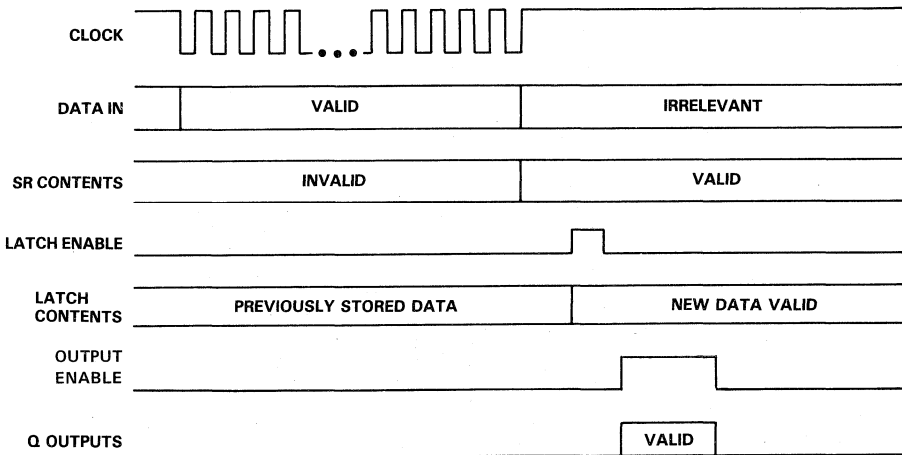 CLOCK
DATA IN
VALID
IRRELEVANT
SR CONTENTS
INVALID
VALID
LATCH ENABLE
LATCH
CONTENTS
PREVIOUSLY STORED DATA
NEW DATA VALID
OUTPUT
ENABLE
Q OUTPUTS
VALID